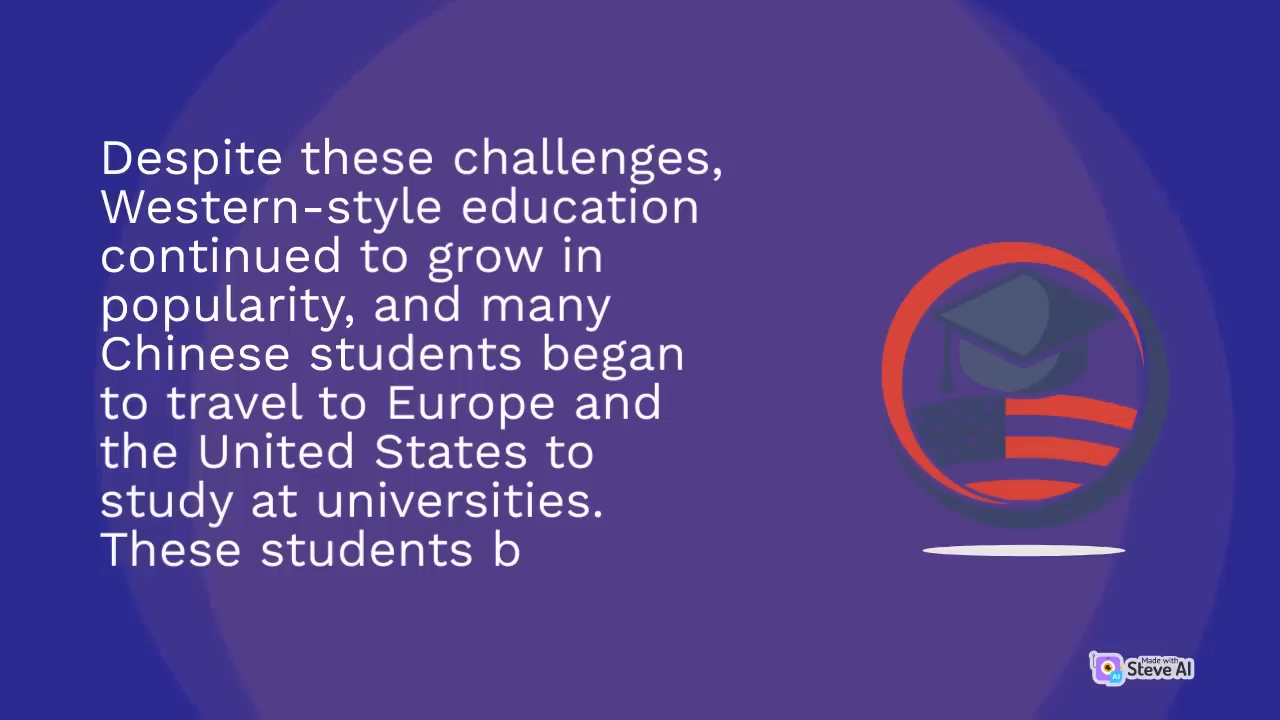 Despite these challenges,
Western-style education
continued to grow in
popularity, and many
Chinese students began
to travel to Europe and
the United States to
study at universities.
These students b
Made with
Steve AI
AI